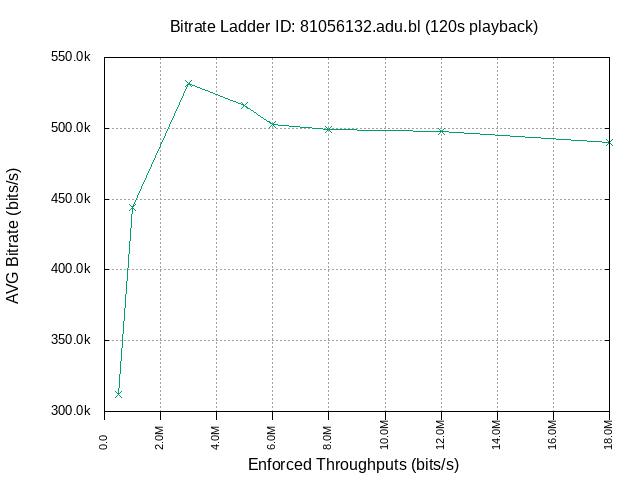 Bitrate Ladder ID: 81056132.adu.bl (120s playback)
550.0k
500.0k
450.0k
400.0k
350.0k
300.0k
AVG Bitrate (bits/s)
0.0
2.0M
4.0M
6.0M
8.0M
10.0M
12.0M
14.0M
16.0M
18.0M
Enforced Throughputs (bits/s)